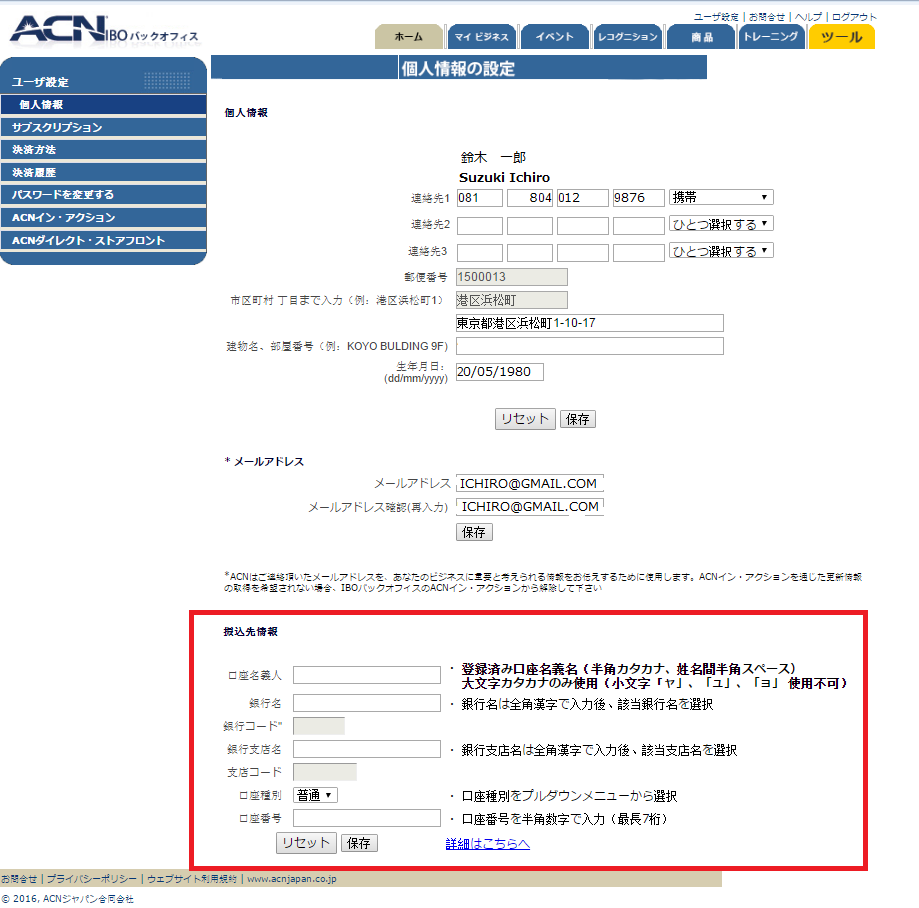 ACN IBO バックオフィス
ユーザ設定 | お問合せ | ヘルプ | ログアウト
ホーム マイ ビジネス イベント レコグニション 商品 トレーニング ツール
個人情報の設定
ユーザ設定
個人情報
サブスクリプション
決済方法
決済履歴
パスワードを変更する
ACNイン・アクション
ACNダイレクト・ストアフロント
個人情報
鈴木 一郎
Suzuki Ichiro
連絡先1 081 804 012 9876 携帯
連絡先2 ひとつ選択する
連絡先3 ひとつ選択する
郵便番号 1500013
市区町村 丁目まで入力（例: 港区浜松町1） 港区浜松町
東京都港区浜松町1-10-17
建物名、部屋番号（例: KOYO BULDING 9F)
生年月日:
(dd/mm/yyyy) 20/05/1980
リセット 保存
* メールアドレス
メールアドレス ICHIRO@GMAIL.COM
メールアドレス確認(再入力) ICHIRO@GMAIL.COM
保存
*ACNはご連絡頂いたメールアドレスを、あなたのビジネスに重要と考えられる情報をお伝えするために使用します。ACNイン・アクションを通じた更新情報
の取得を希望されない場合、IBOバックオフィスのACNイン・アクションから解除して下さい
振込先情報
口座名義人 ・ 登録済み口座名義名（半角カタカナ、姓名間半角スペース）
大文字カタカナのみ使用（小文字「ャ」、「ュ」、「ョ」 使用不可）
銀行名 ・ 銀行名は全角漢字で入力後、該当銀行名を選択
銀行コード*
銀行支店名 ・ 銀行支店名は全角漢字で入力後、該当支店名を選択
支店コード
口座種別 普通 ・ 口座種別をプルダウンメニューから選択
口座番号 ・ 口座番号を半角数字で入力（最長7桁）
リセット 保存 詳細はこちらへ
お問合せ | プライバシーポリシー | ウェブサイト利用規約 | www.acnjapan.co.jp
© 2016, ACNジャパン合同会社